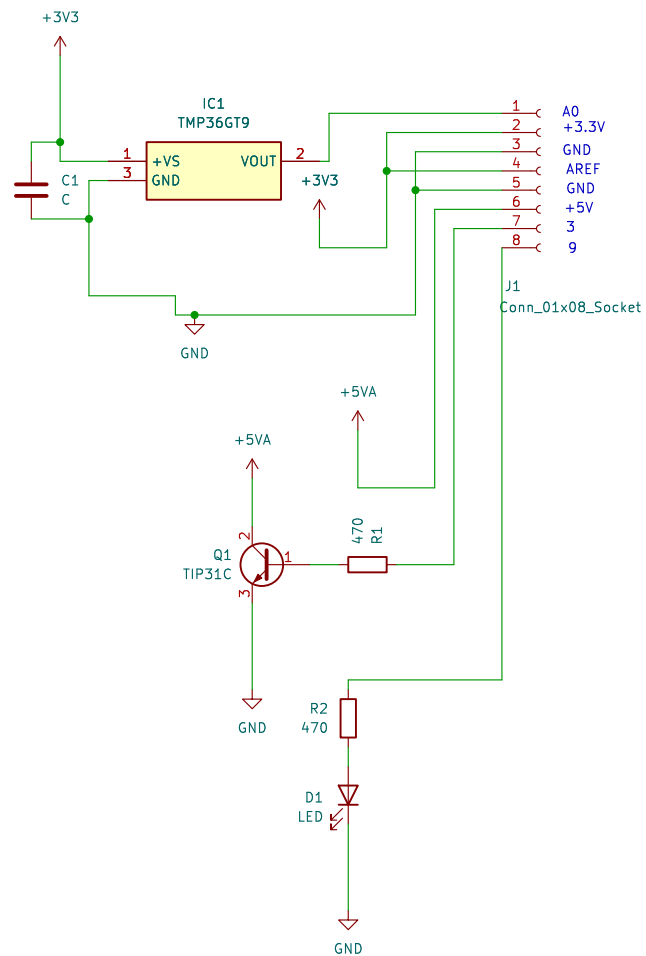 +3V3
IC1
TMP36GT9
1
+VS
VOUT
2
3
GND
C1
C
+3V3
GND
1
A0
2
+3.3V
3
GND
4
AREF
5
GND
6
+5V
7
3
8
9
J1
Conn_01x08_Socket
+5VA
+5VA
470
R1
Q1
TIP31C
2
1
3
GND
R2
470
D1
LED
GND